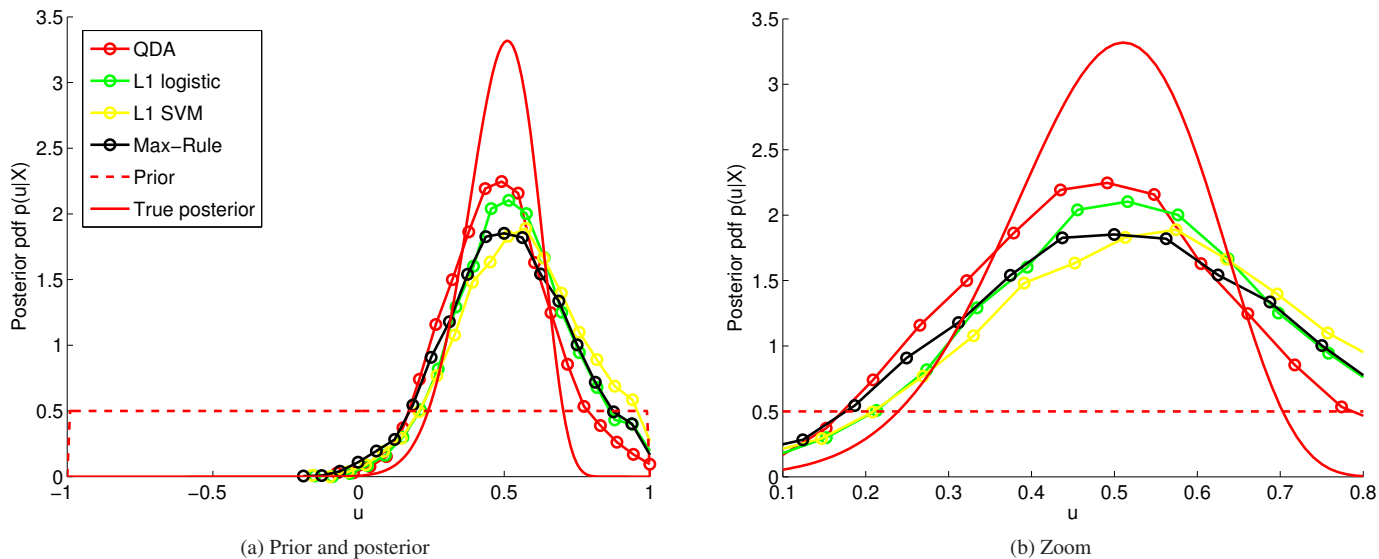 3.5
3
2.5
2
1.5
1
0.5
0
Posterior pdf p(u|X)
QDA
L1 logistic
L1 SVM
Max−Rule
Prior
True posterior
−1
−0.5
0
0.5
1
u
(a) Prior and posterior
3.5
3
2.5
2
1.5
1
0.5
0
Posterior pdf p(u|X)
0.1
0.2
0.3
0.4
0.5
0.6
0.7
0.8
u
(b) Zoom